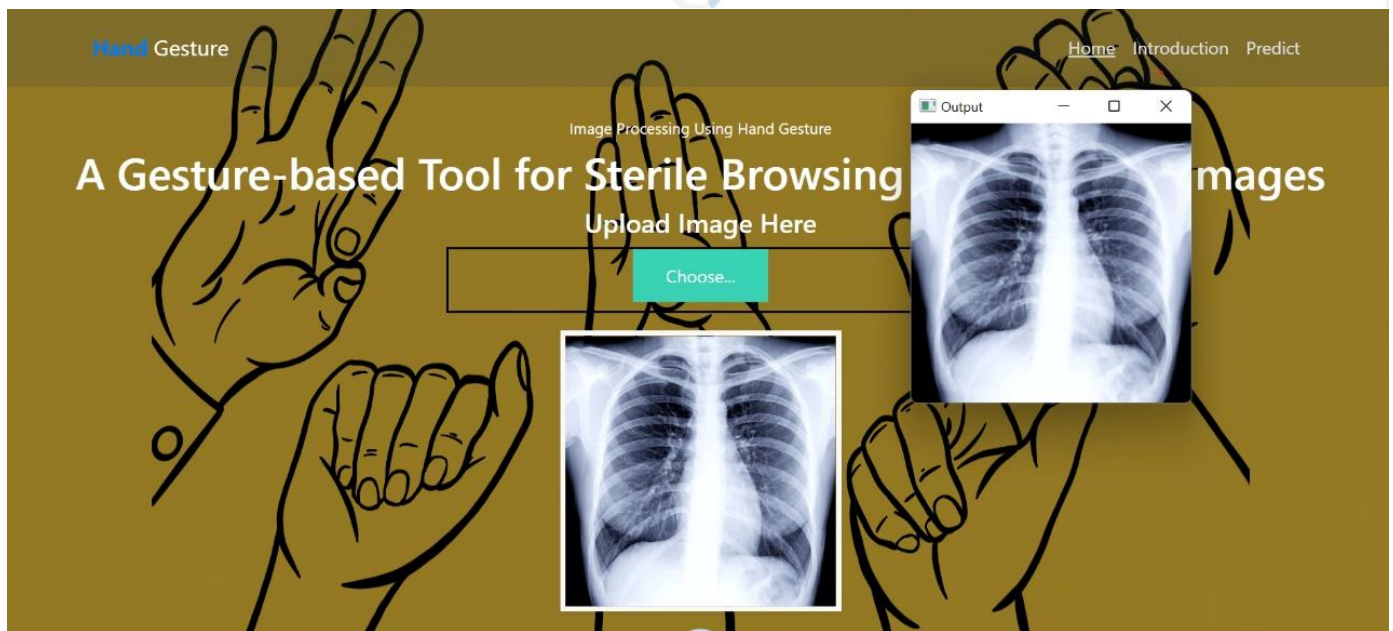 Hand Gesture
Home Introduction Predict
Output
Image Processing Using Hand Gesture
A Gesture-based Tool for Sterile Browsing mages
Upload Image Here
Choose...